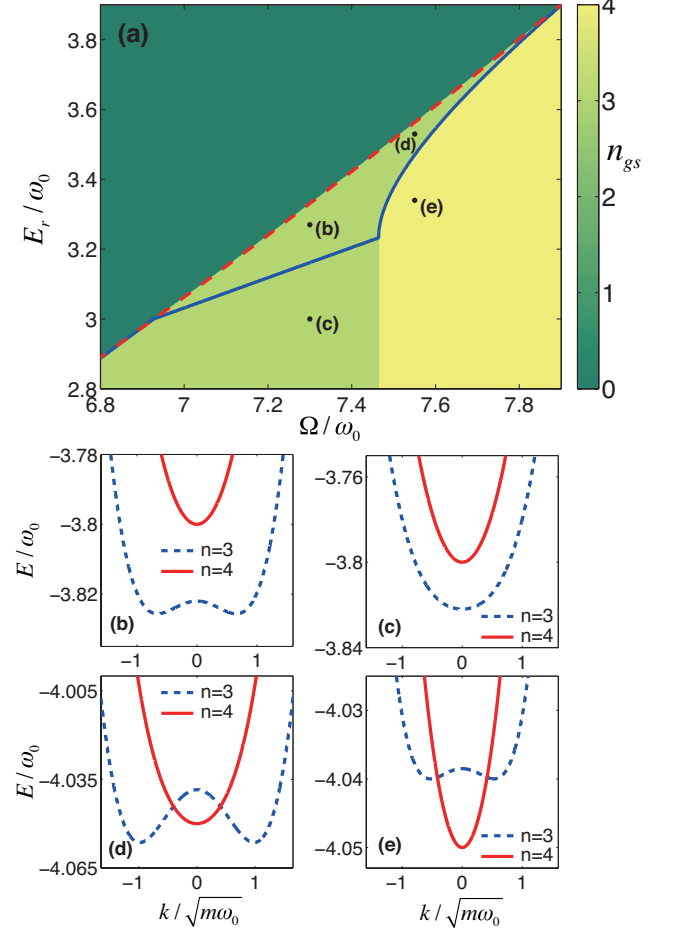 (a)
3.8
3.6
3.4
3.2
3
2.8
E_r / ω_0
6.8
7
7.2
7.4
7.6
7.8
Ω / ω_0
(b)
(c)
(d)
(e)
4
3
2
1
0
n_gs
−3.78
−3.8
−3.82
E / ω_0
n=3
n=4
(b)
−1
0
1
−3.76
−3.8
−3.84
n=3
n=4
(c)
−1
0
1
−4.005
−4.035
−4.065
E / ω_0
n=3
n=4
(d)
−1
0
1
k / √mω_0
−4.03
−4.04
−4.05
n=3
n=4
(e)
−1
0
1
k / √mω_0